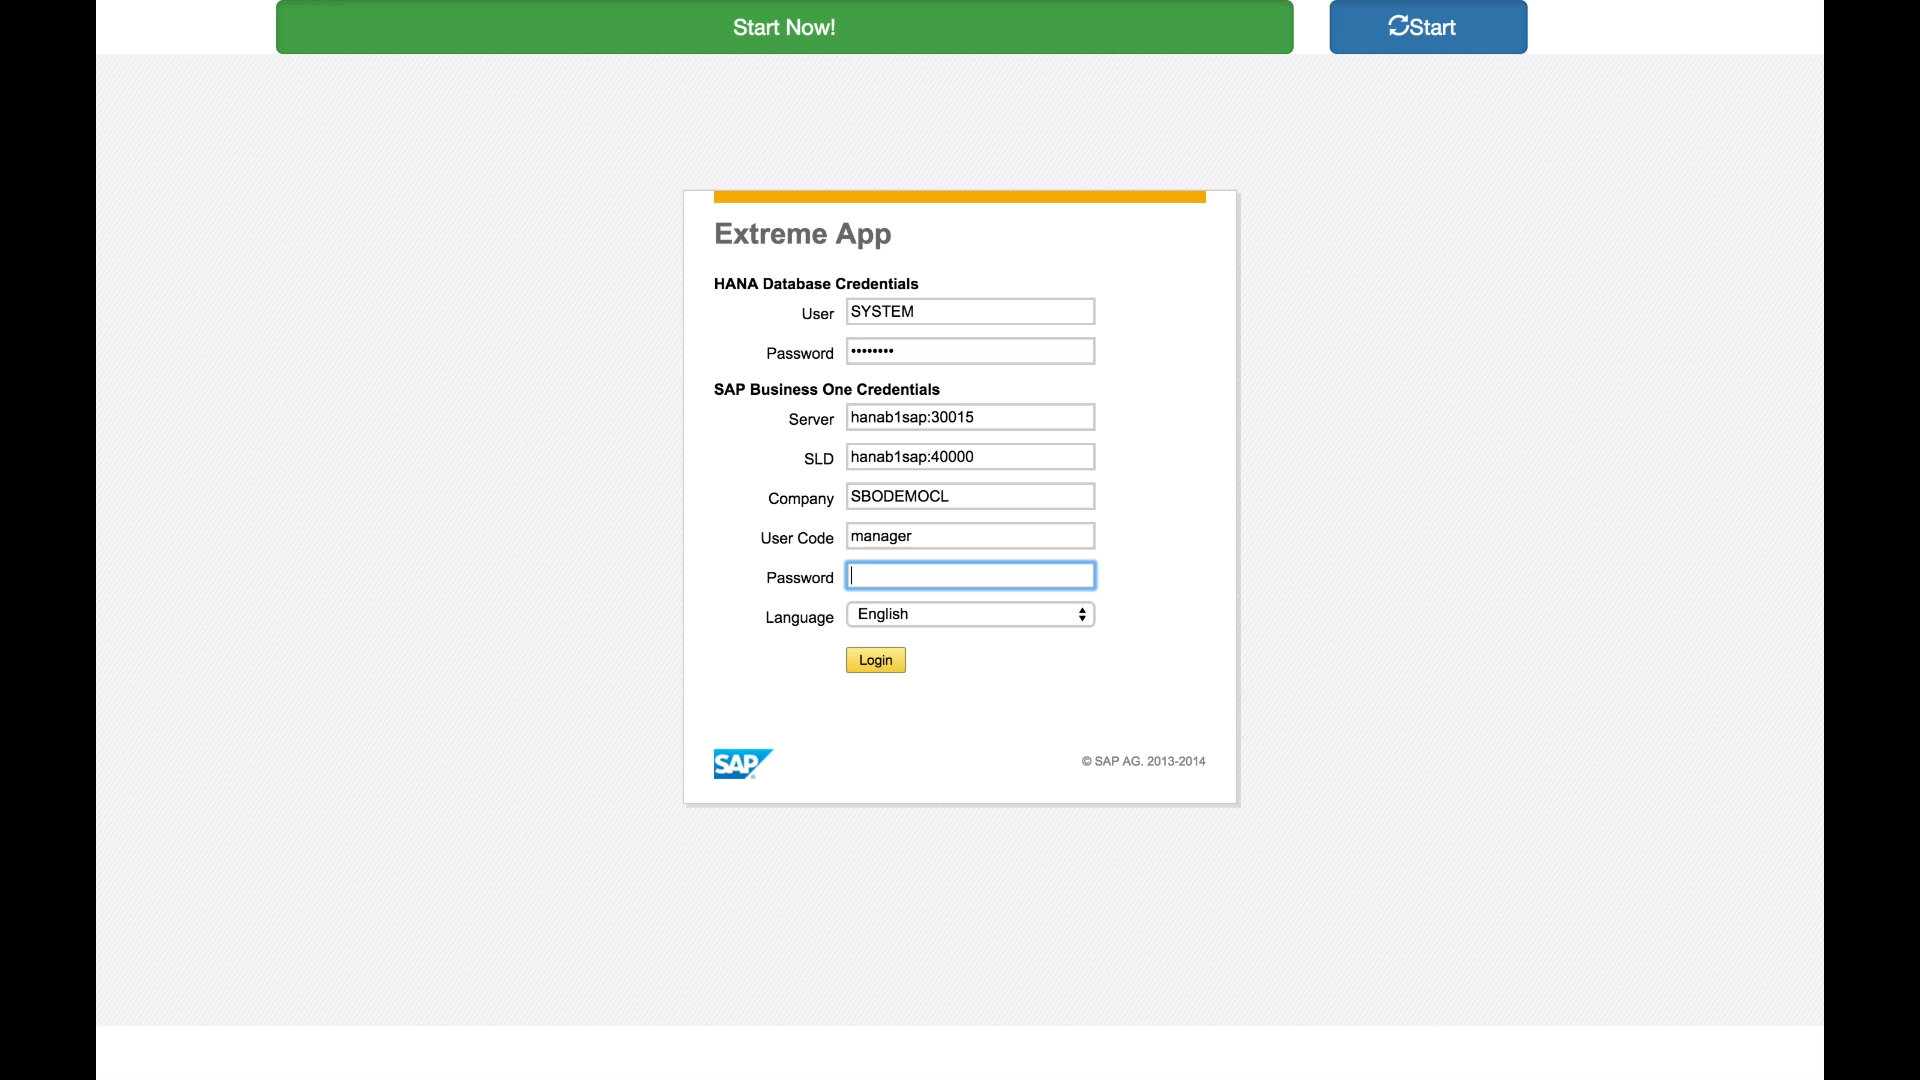 Start Now!
Start
Extreme App
HANA Database Credentials
User SYSTEM
Password ••••••••
SAP Business One Credentials
Server hanab1sap:30015
SLD hanab1sap:40000
Company SBODEMOCL
User Code manager
Password
Language English
Login
SAP
© SAP AG. 2013-2014